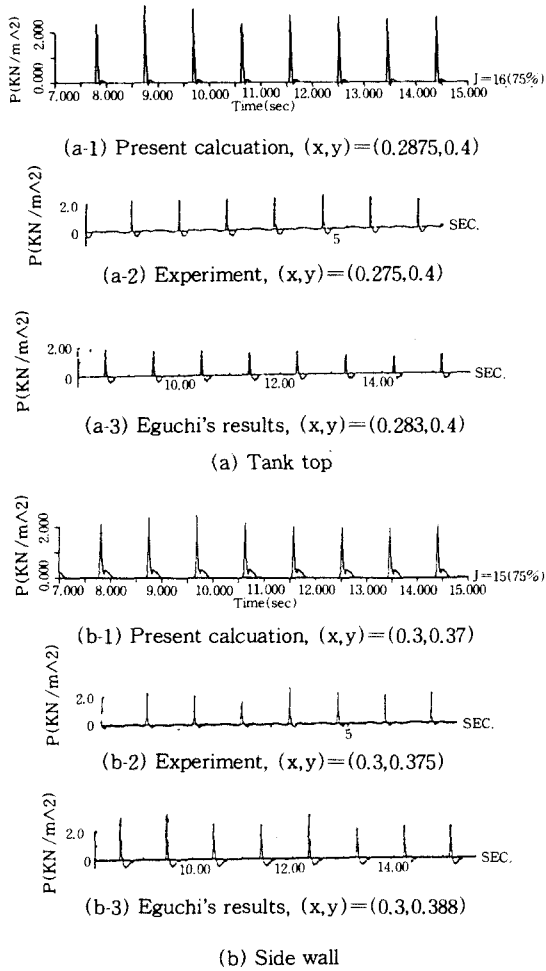 P(KN/m∧2)
2.000
0.000
7.000 8.000 9.000 10.000 11.000 12.000 13.000 14.000 15.000
J=16(75%)
Time(sec)
(a-1) Present calcuation, (x,y)=(0.2875,0.4)
P(KN/m∧2)
2.0
0
5
SEC.
(a-2) Experiment, (x,y)=(0.275,0.4)
P(KN/m∧2)
2.00
0
10.00 12.00 14.00
SEC.
(a-3) Eguchi's results, (x,y)=(0.283,0.4)
(a) Tank top
P(KN/m∧2)
2.000
0.000
7.000 8.000 9.000 10.000 11.000 12.000 13.000 14.000 15.000
J=15(75%)
Time(sec)
(b-1) Present calcuation, (x,y)=(0.3,0.37)
P(KN/m∧2)
2.0
0
5
SEC.
(b-2) Experiment, (x,y)=(0.3,0.375)
P(KN/m∧2)
2.0
0
10.00 12.00 14.00
SEC.
(b-3) Eguchi's results, (x,y)=(0.3,0.388)
(b) Side wall